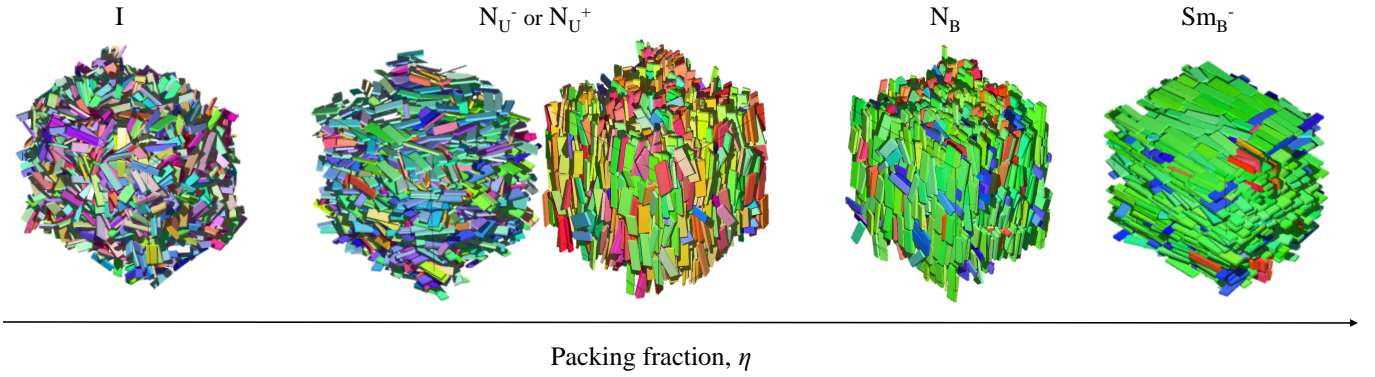 I
N_U^- or N_U^+
N_B
Sm_B^-
Packing fraction, η